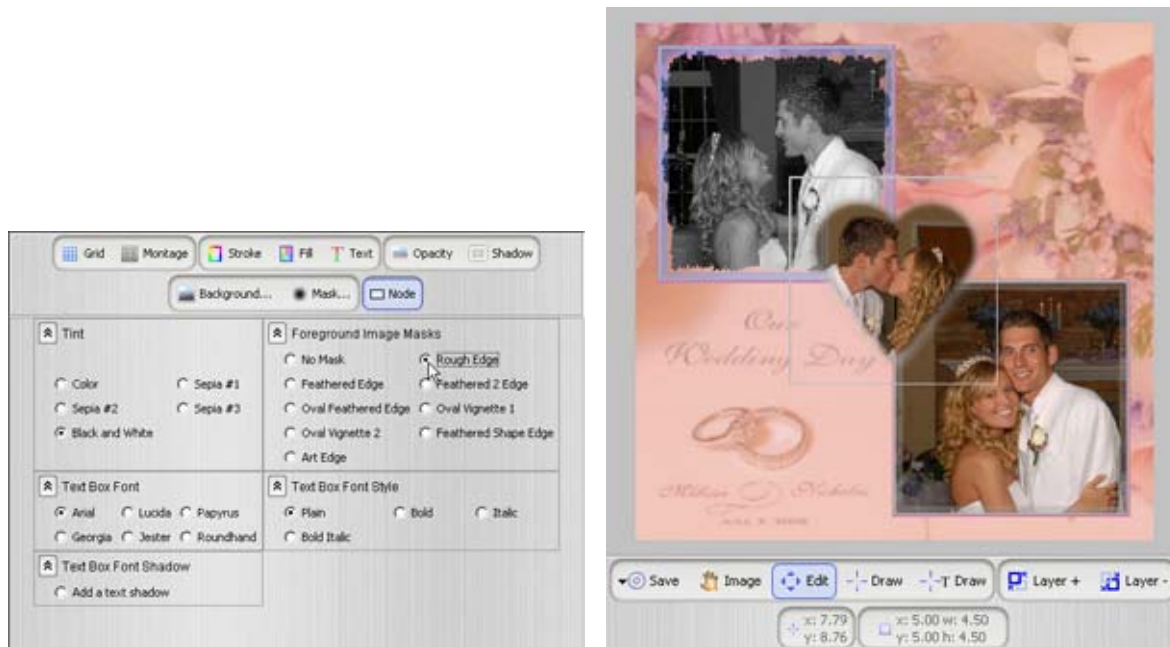 Grid Montage Stroke Fill Text Opacity Shadow
Background... Mask... Node
Tint
Color Sepia #1
Sepia #2 Sepia #3
Black and White
Foreground Image Masks
No Mask Rough Edge
Feathered Edge Feathered 2 Edge
Oval Feathered Edge Oval Vignette 1
Oval Vignette 2 Feathered Shape Edge
Art Edge
Text Box Font
Arial Lucida Papyrus
Georgia Jester Roundhand
Text Box Font Style
Plain Bold Italic
Bold Italic
Text Box Font Shadow
Add a text shadow
Our
Wedding Day
Nicholas
Save Image Edit Draw T Draw Layer + Layer -
x: 7.79
y: 8.76
x: 5.00 w: 4.50
y: 5.00 h: 4.50